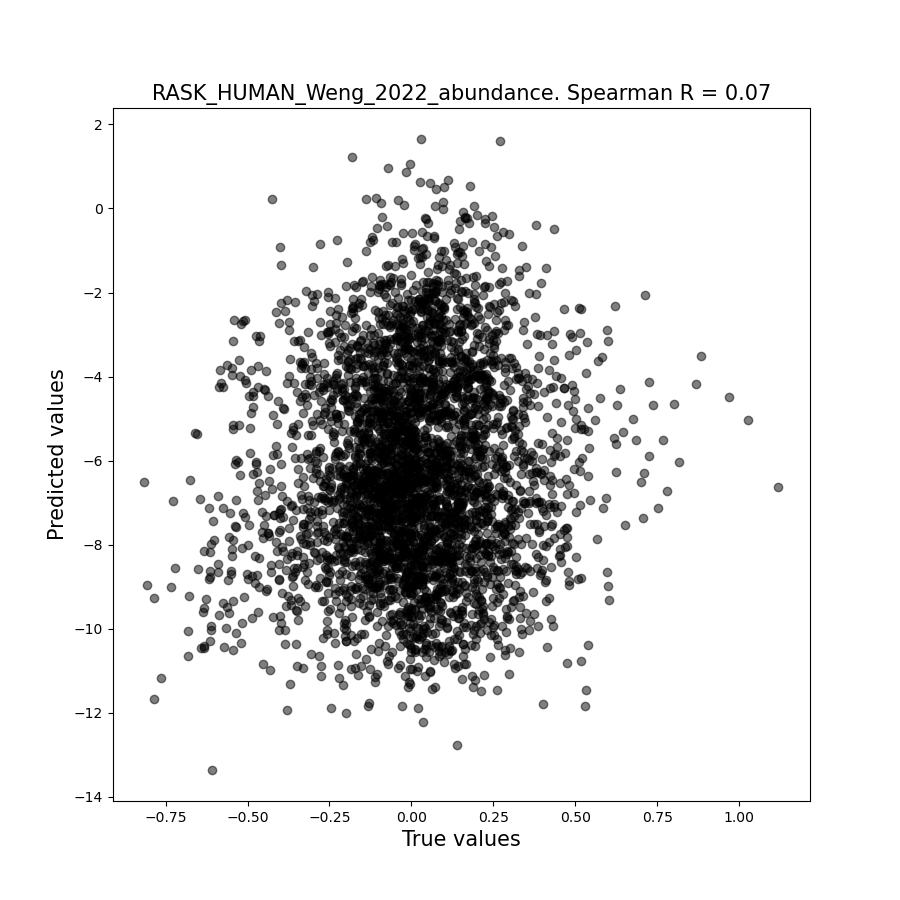 RASK_HUMAN_Weng_2022_abundance. Spearman R = 0.07
2
0
−2
−4
−6
−8
−10
−12
−14
Predicted values
−0.75 −0.50 −0.25 0.00 0.25 0.50 0.75 1.00
True values